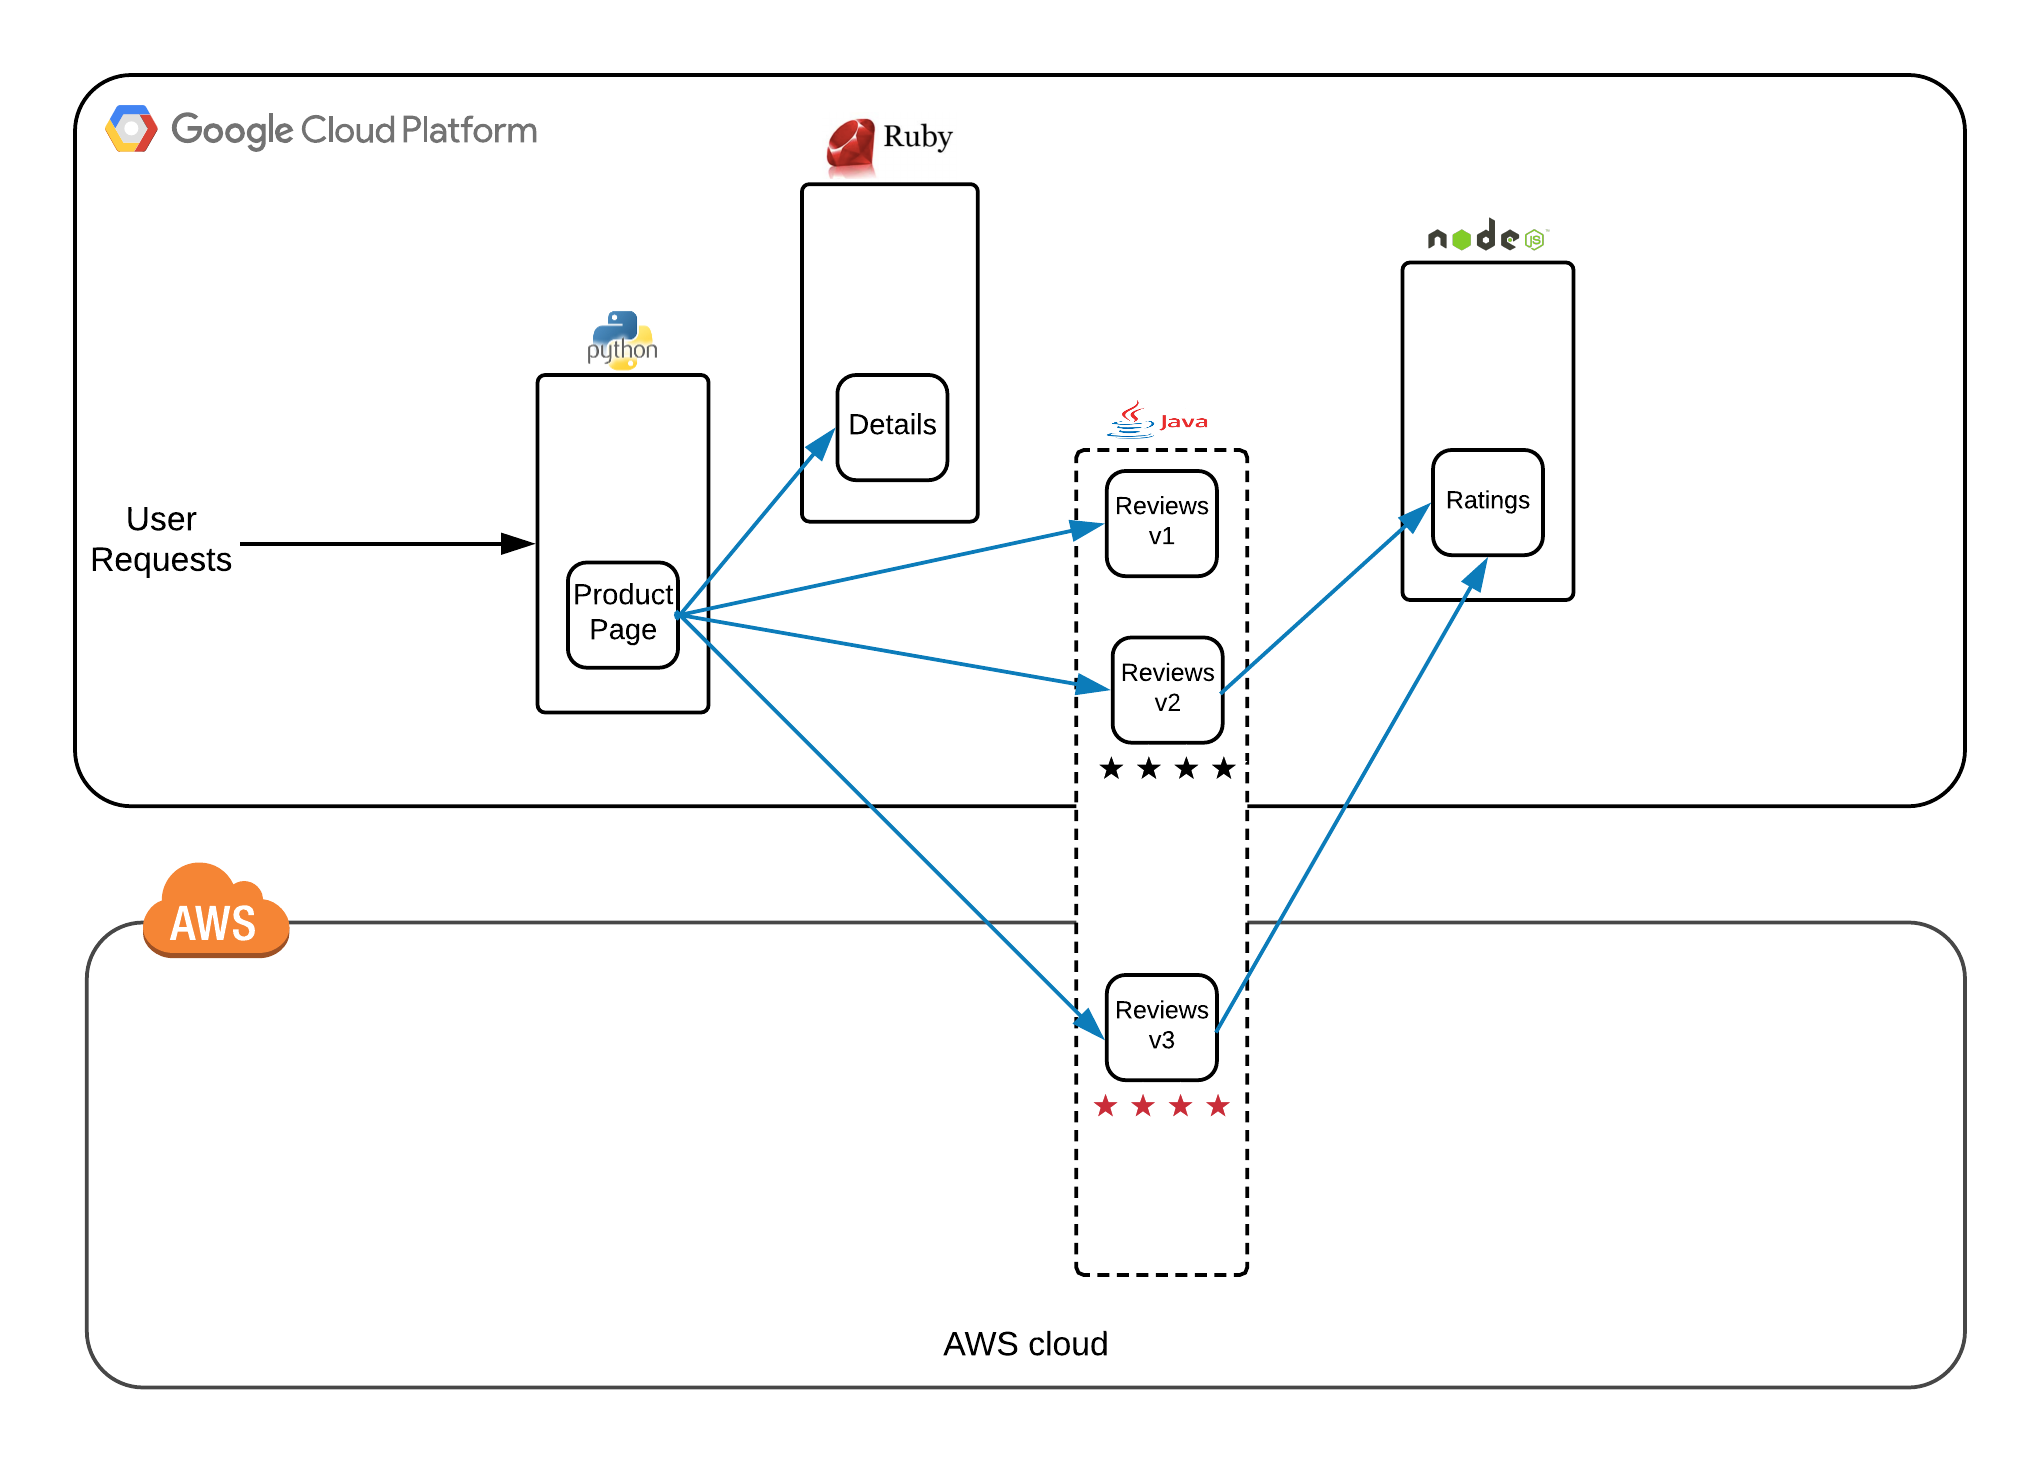 Google Cloud Platform
Ruby
node
JS
python
Details
Java
Reviews
v1
Ratings
User
Requests
Product
Page
Reviews
v2
AWS
Reviews
v3
AWS cloud